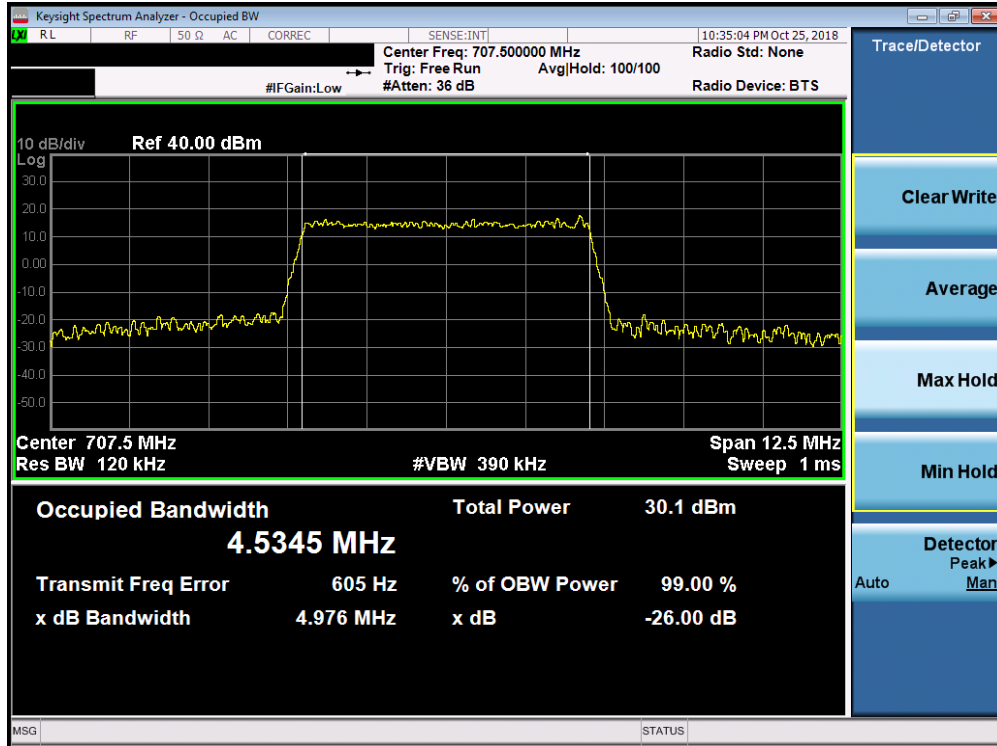 Keysight Spectrum Analyzer - Occupied BW
LXI RL RF 50 Ω AC CORREC SENSE:INT 10:35:04 PM Oct 25, 2018
Center Freq: 707.500000 MHz Radio Std: None
Trig: Free Run Avg|Hold: 100/100
#IFGain:Low #Atten: 36 dB Radio Device: BTS
10 dB/div Ref 40.00 dBm
Log
30.0
20.0
10.0
0.00
-10.0
-20.0
-30.0
-40.0
-50.0
Center 707.5 MHz Span 12.5 MHz
Res BW 120 kHz #VBW 390 kHz Sweep 1 ms
Occupied Bandwidth Total Power 30.1 dBm
4.5345 MHz
Transmit Freq Error 605 Hz % of OBW Power 99.00 %
x dB Bandwidth 4.976 MHz x dB -26.00 dB
MSG STATUS
Trace/Detector
Clear Write
Average
Max Hold
Min Hold
Detector
Peak▶
Auto Man